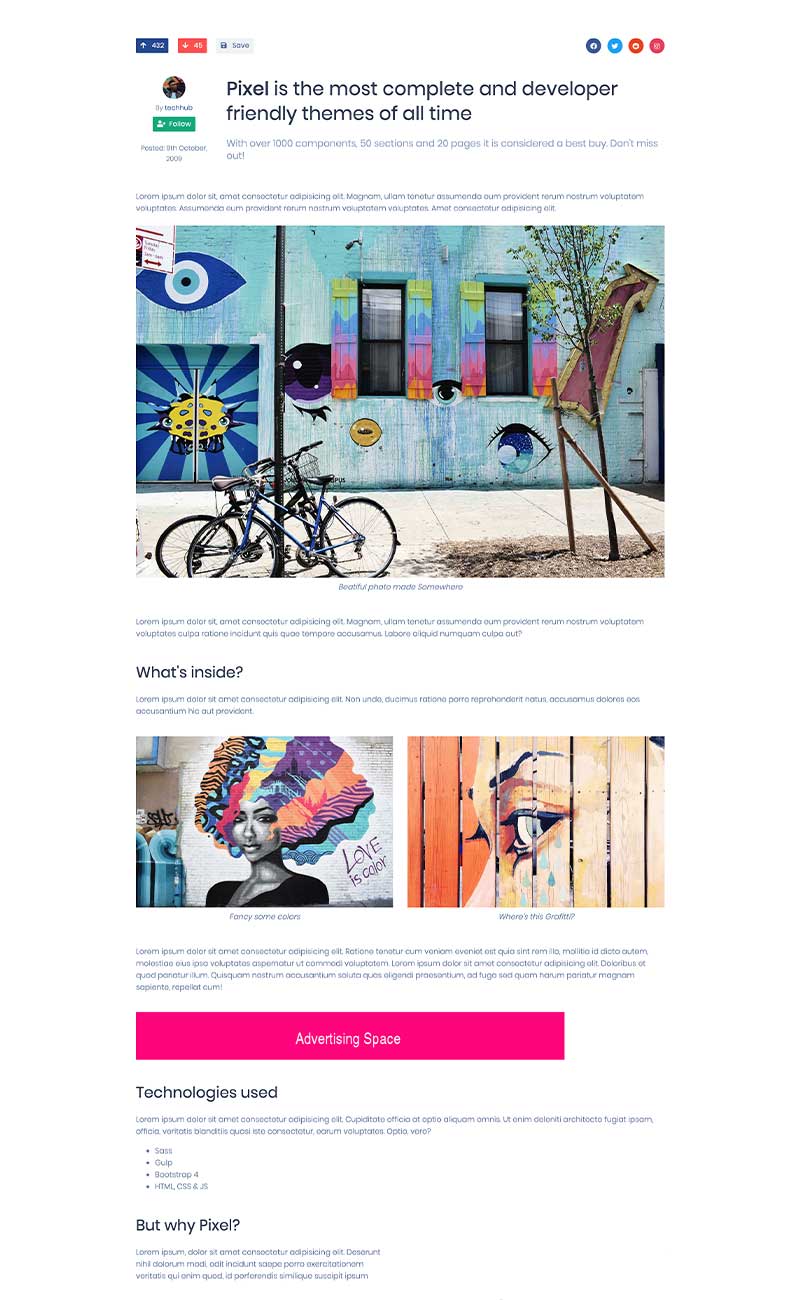 432 45 Save
By techhub
Follow
Posted: 9th October,
2009
Pixel is the most complete and developer
friendly themes of all time
With over 1000 components, 50 sections and 20 pages it is considered a best buy. Don't miss
out!
Lorem ipsum dolor sit, amet consectetur adipisicing elit. Magnam, ullam tenetur assumenda eum provident rerum nostrum voluptatem
voluptates. Assumenda eum provident rerum nostrum voluptatem voluptates. Amet consectetur adipisicing elit.
Beatiful photo made Somewhere
Lorem ipsum dolor sit, amet consectetur adipisicing elit. Magnam, ullam tenetur assumenda eum provident rerum nostrum voluptatem
voluptates culpa ratione incidunt quis quae tempore accusamus. Labore aliquid numquam culpa aut?
What's inside?
Lorem ipsum dolor sit amet consectetur adipisicing elit. Non unde, ducimus ratione porro reprehenderit natus, accusamus dolores eos
accusantium hic aut provident.
LOVE
is color
Fancy some colors
Where's this Grafitti?
Lorem ipsum dolor sit amet consectetur adipisicing elit. Ratione tenetur cum veniam eveniet est quia sint rem illo, mollitia id dicta autem,
molestiae eius ipsa voluptates aspernatur ut commodi voluptatem. Lorem ipsum dolor sit amet consectetur adipisicing elit. Doloribus et
quod pariatur illum. Quisquam nostrum accusantium soluta quas eligendi praesentium, ad fuga sed quam harum pariatur magnam
sapiente, repellat cum!
Advertising Space
Technologies used
Lorem ipsum dolor sit amet consectetur adipisicing elit. Cupiditate officia at optio aliquam omnis. Ut enim deleniti architecto fugiat ipsam,
officia, veritatis blanditiis quasi iste consectetur, earum voluptates. Optio, vero?
Sass
Gulp
Bootstrap 4
HTML, CSS & JS
But why Pixel?
Lorem ipsum, dolor sit amet consectetur adipisicing elit. Deserunt
nihil dolorum modi, odit incidunt saepe porro exercitationem
veritatis qui enim quod, id perferendis similique suscipit ipsum